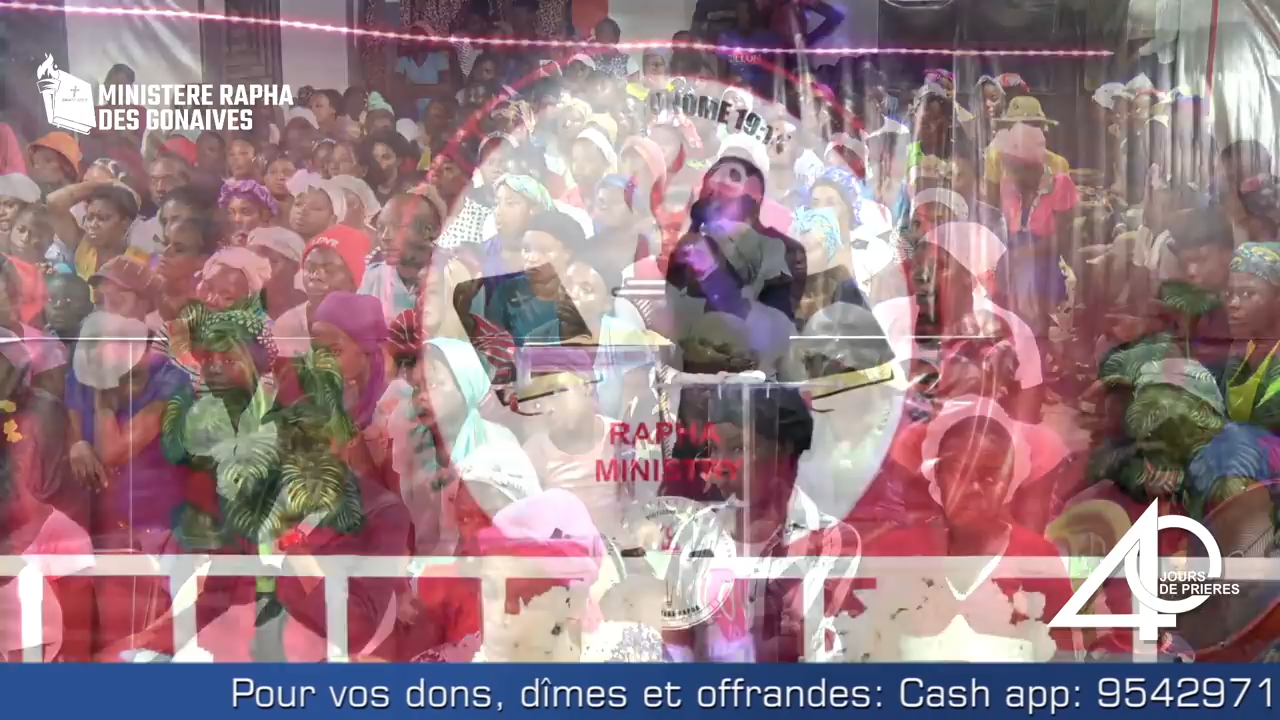 MINISTERE RAPHA
DES GONAIVES
RAPHA
MINISTRY
40
JOURS
DE PRIERES
Pour vos dons, dîmes et offrandes: Cash app: 9542971